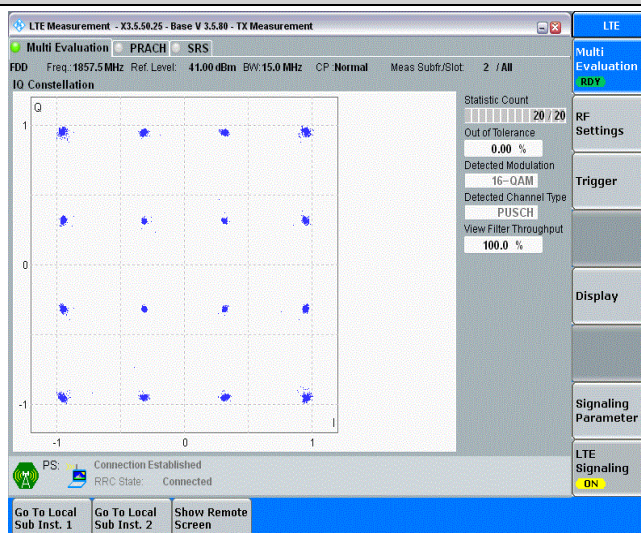 LTE Measurement - X3.5.50.25 - Base V 3.5.80 - TX Measurement
LTE
Multi Evaluation PRACH SRS
FDD Freq.:1857.5 MHz Ref. Level: 41.00 dBm BW:15.0 MHz CP :Normal Meas Subfr./Slot: 2 / All
IQ Constellation
Q
1
0
-1
-1 0 1
I
Statistic Count
20 / 20
Out of Tolerance
0.00 %
Detected Modulation
16-QAM
Detected Channel Type
PUSCH
View Filter Throughput
100.0 %
Multi
Evaluation
RDY
RF
Settings
Trigger
Display
Signaling
Parameter
LTE
Signaling
ON
PS: Connection Established
RRC State: Connected
Go To Local
Sub Inst. 1
Go To Local
Sub Inst. 2
Show Remote
Screen